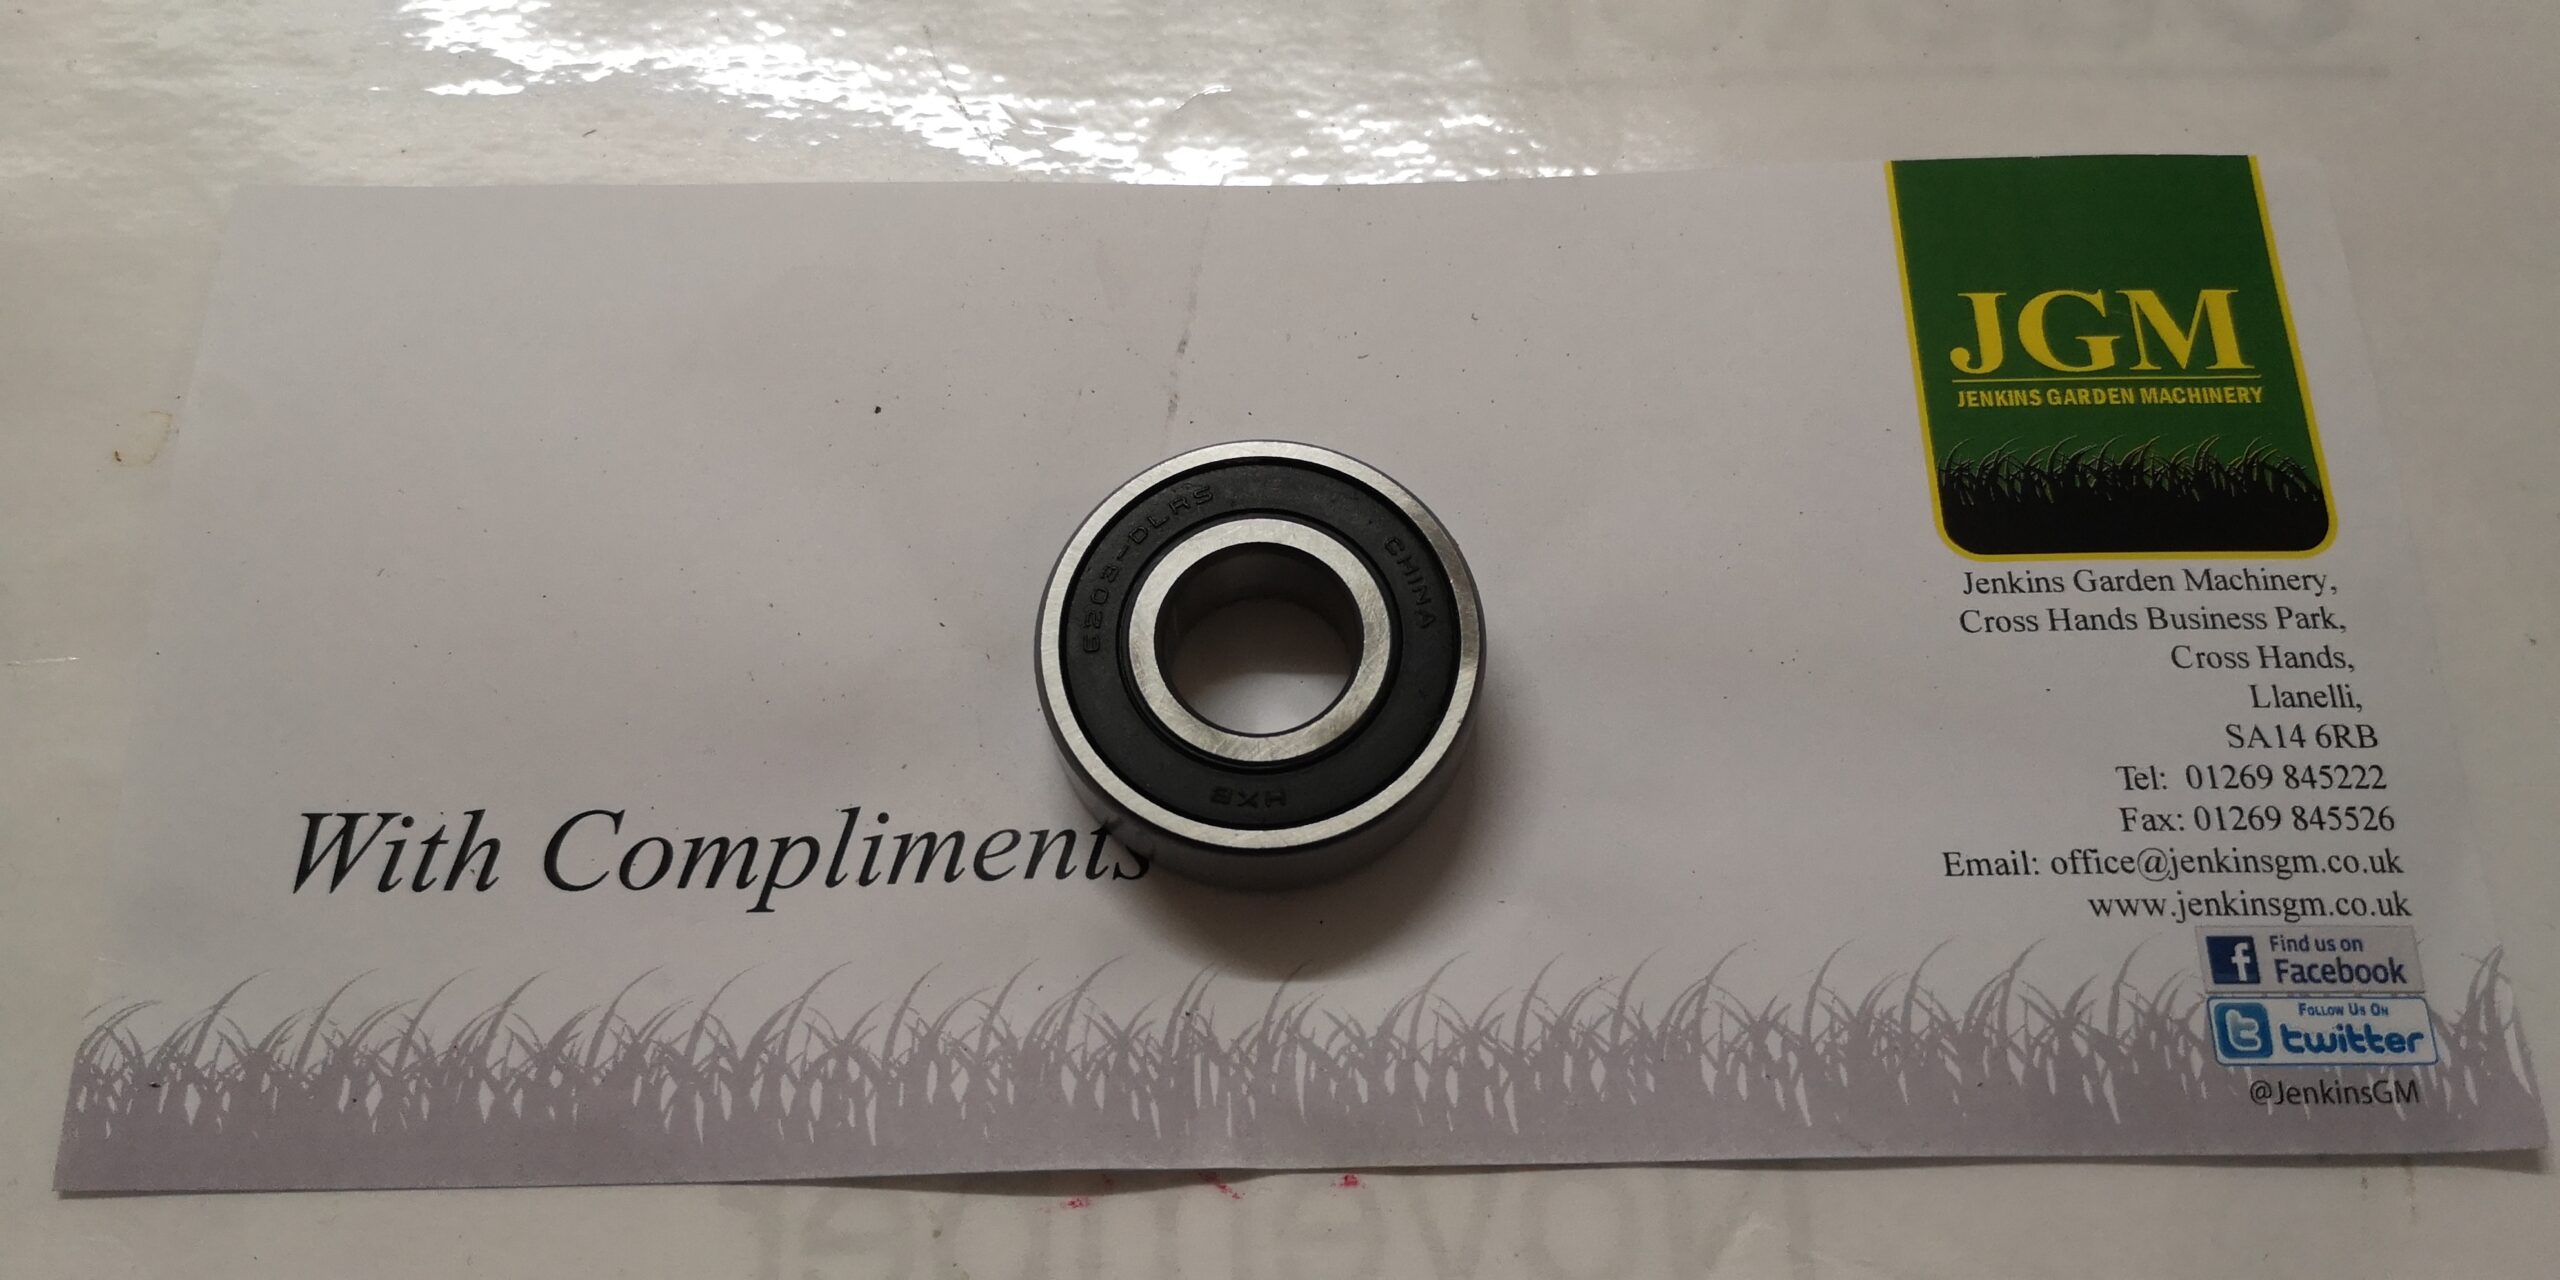 JGM
JENKINS GARDEN MACHINERY
6203-DLRS
CHINA
HXB
With Compliments
Jenkins Garden Machinery,
Cross Hands Business Park,
Cross Hands,
Llanelli,
SA14 6RB
Tel: 01269 845222
Fax: 01269 845526
Email: office@jenkinsgm.co.uk
www.jenkinsgm.co.uk
Find us on
Facebook
Follow Us On
twitter
@JenkinsGM